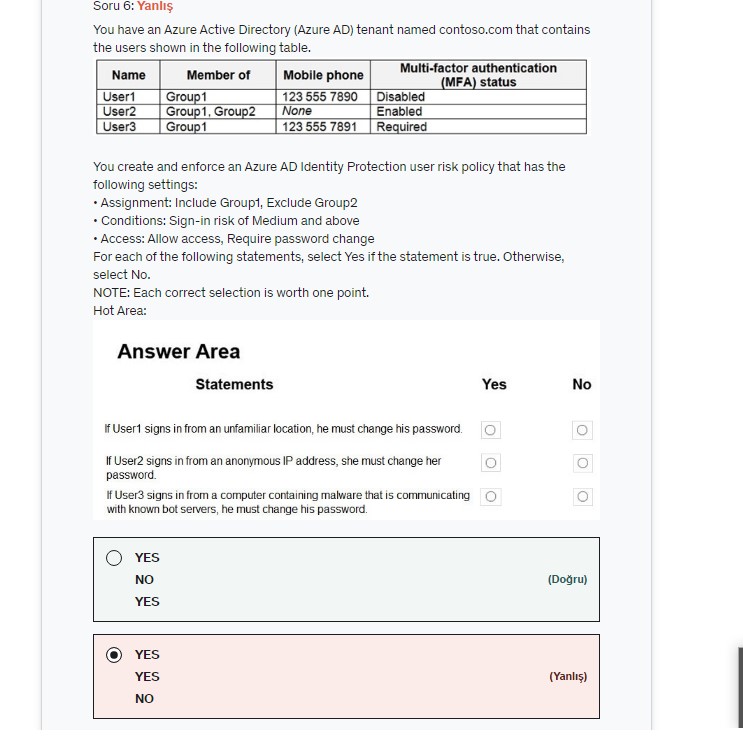 Soru 6: Yanlış
You have an Azure Active Directory (Azure AD) tenant named contoso.com that contains
the users shown in the following table.
Name Member of Mobile phone Multi-factor authentication (MFA) status
User1 Group1 123 555 7890 Disabled
User2 Group1, Group2 None Enabled
User3 Group1 123 555 7891 Required
You create and enforce an Azure AD Identity Protection user risk policy that has the
following settings:
• Assignment: Include Group1, Exclude Group2
• Conditions: Sign-in risk of Medium and above
• Access: Allow access, Require password change
For each of the following statements, select Yes if the statement is true. Otherwise,
select No.
NOTE: Each correct selection is worth one point.
Hot Area:
Answer Area
Statements Yes No
If User1 signs in from an unfamiliar location, he must change his password.
If User2 signs in from an anonymous IP address, she must change her
password.
If User3 signs in from a computer containing malware that is communicating
with known bot servers, he must change his password.
YES
NO (Doğru)
YES
YES
YES (Yanlış)
NO